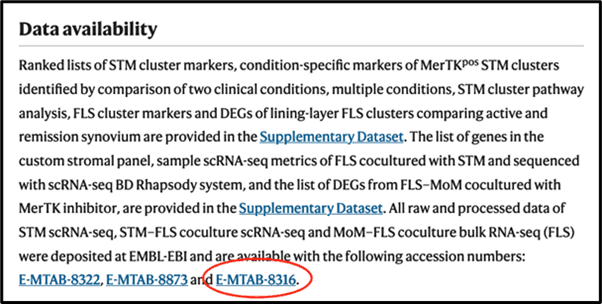 Data availability
Ranked lists of STM cluster markers, condition-specific markers of MerTKpos STM clusters
identified by comparison of two clinical conditions, multiple conditions, STM cluster pathway
analysis, FLS cluster markers and DEGs of lining-layer FLS clusters comparing active and
remission synovium are provided in the Supplementary Dataset. The list of genes in the
custom stromal panel, sample scRNA-seq metrics of FLS cocultured with STM and sequenced
with scRNA-seq BD Rhapsody system, and the list of DEGs from FLS–MoM cocultured with
MerTK inhibitor, are provided in the Supplementary Dataset. All raw and processed data of
STM scRNA-seq, STM–FLS coculture scRNA-seq and MoM–FLS coculture bulk RNA-seq (FLS)
were deposited at EMBL-EBI and are available with the following accession numbers:
E-MTAB-8322, E-MTAB-8873 and E-MTAB-8316.